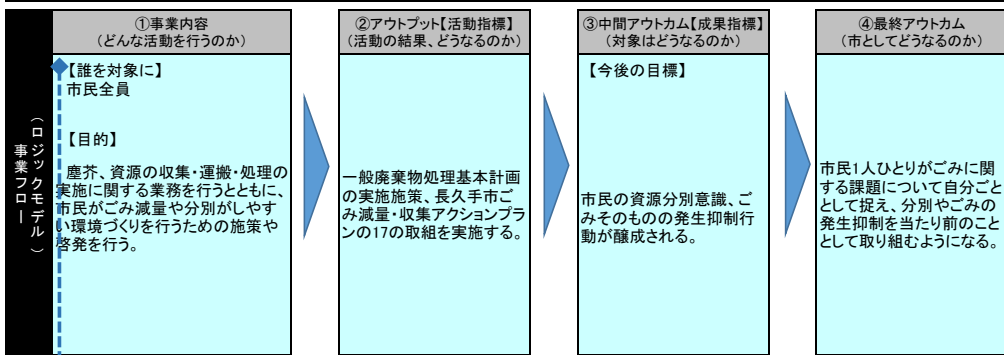 事業フロー
（ロジックモデル）
①事業内容
（どんな活動を行うのか）
【誰を対象に】
市民全員
【目的】
塵芥、資源の収集・運搬・処理の
実施に関する業務を行うとともに、
市民がごみ減量や分別がしやす
い環境づくりを行うための施策や
啓発を行う。
②アウトプット【活動指標】
（活動の結果、どうなるのか）
一般廃棄物処理基本計画
の実施施策、長久手市ご
み減量・収集アクションプラ
ンの17の取組を実施する。
③中間アウトカム【成果指標】
（対象はどうなるのか）
【今後の目標】
市民の資源分別意識、ご
みそのものの発生抑制行
動が醸成される。
④最終アウトカム
（市としてどうなるのか）
市民1人ひとりがごみに関
する課題について自分ごと
として捉え、分別やごみの
発生抑制を当たり前のこと
として取り組むようになる。